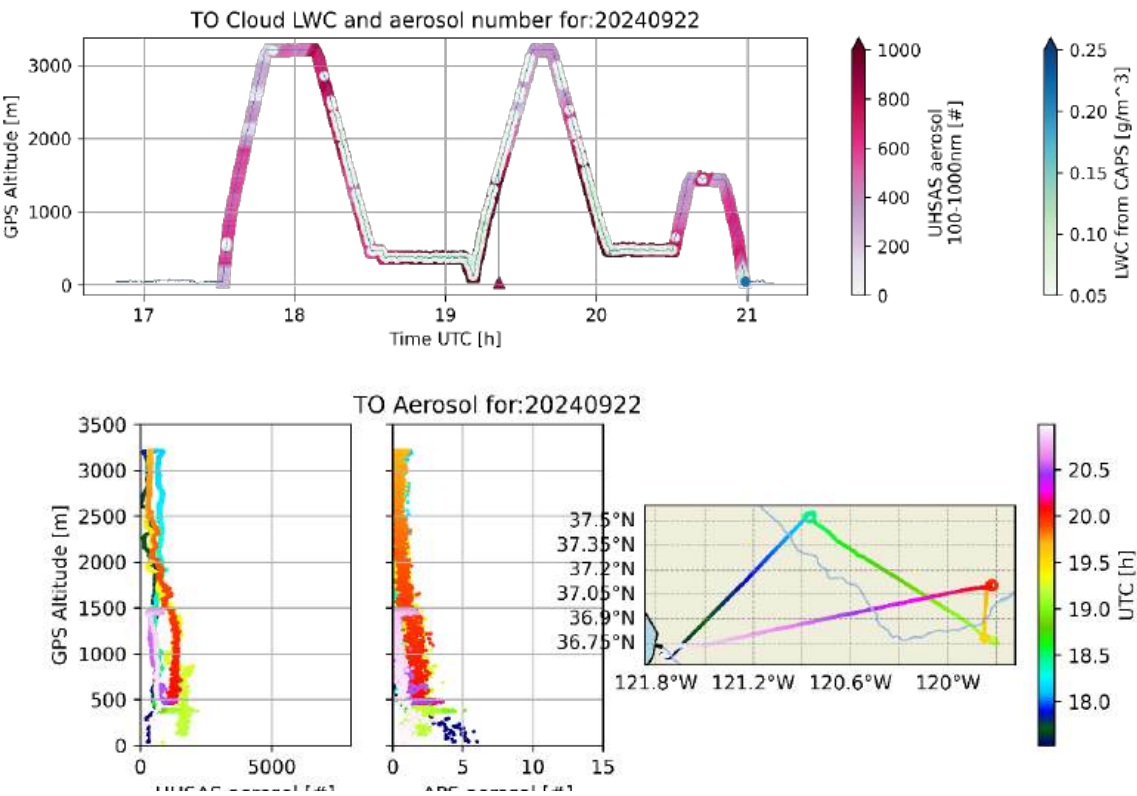 TO Cloud LWC and aerosol number for:20240922
GPS Altitude [m]
3000
2000
1000
0
17
18
19
20
21
Time UTC [h]
1000
800
600
400
200
0
UHSAS aerosol
100-1000nm [#]
0.25
0.20
0.15
0.10
0.05
LWC from CAPS [g/m^3]
TO Aerosol for:20240922
GPS Altitude [m]
3500
3000
2500
2000
1500
1000
500
0
0
5000
UHSAS aerosol [#]
0
5
10
15
APS aerosol [#]
37.5°N
37.35°N
37.2°N
37.05°N
36.9°N
36.75°N
121.8°W
121.2°W
120.6°W
120°W
20.5
20.0
19.5
19.0
18.5
18.0
UTC [h]